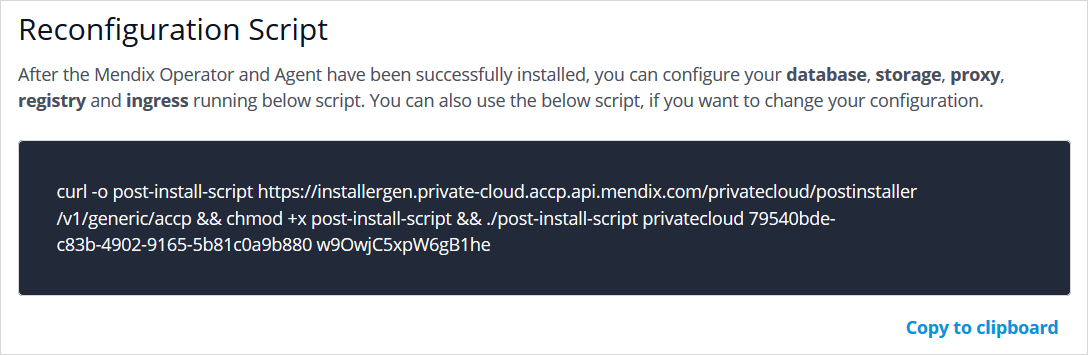 Reconfiguration Script
After the Mendix Operator and Agent have been successfully installed, you can configure your database, storage, proxy,
registry and ingress running below script. You can also use the below script, if you want to change your configuration.
curl -o post-install-script https://installergen.private-cloud.accp.api.mendix.com/privatecloud/postinstaller
/v1/generic/accp && chmod +x post-install-script && ./post-install-script privatecloud 79540bde-
c83b-4902-9165-5b81c0a9b880 w9OwjC5xpW6gB1he
Copy to clipboard